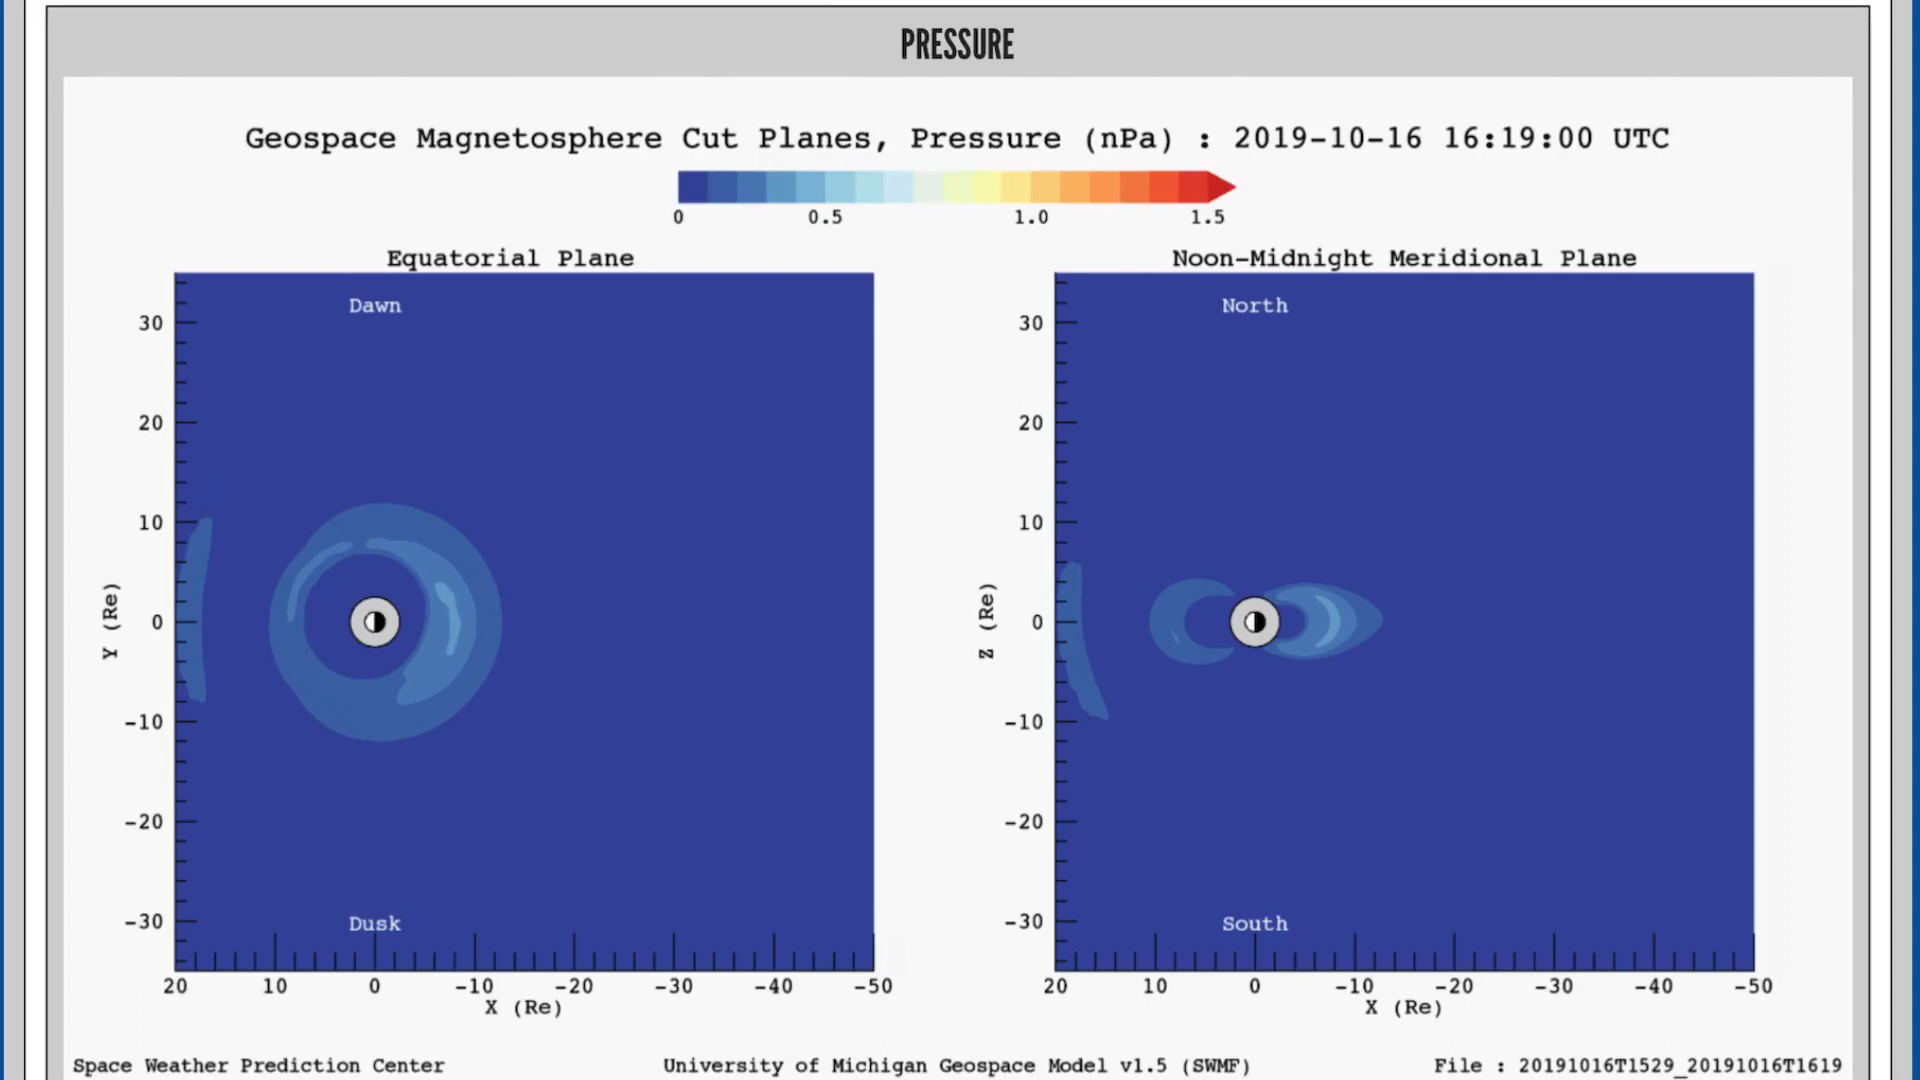 PRESSURE
Geospace Magnetosphere Cut Planes, Pressure (nPa) : 2019-10-16 16:19:00 UTC
0 0.5 1.0 1.5
Equatorial Plane
Dawn
30
20
10
0
-10
-20
-30
Y (Re)
Dusk
20 10 0 -10 -20 -30 -40 -50
X (Re)
Noon-Midnight Meridional Plane
North
30
20
10
0
-10
-20
-30
Z (Re)
South
20 10 0 -10 -20 -30 -40 -50
X (Re)
Space Weather Prediction Center
University of Michigan Geospace Model v1.5 (SWMF)
File : 20191016T1529_20191016T1619